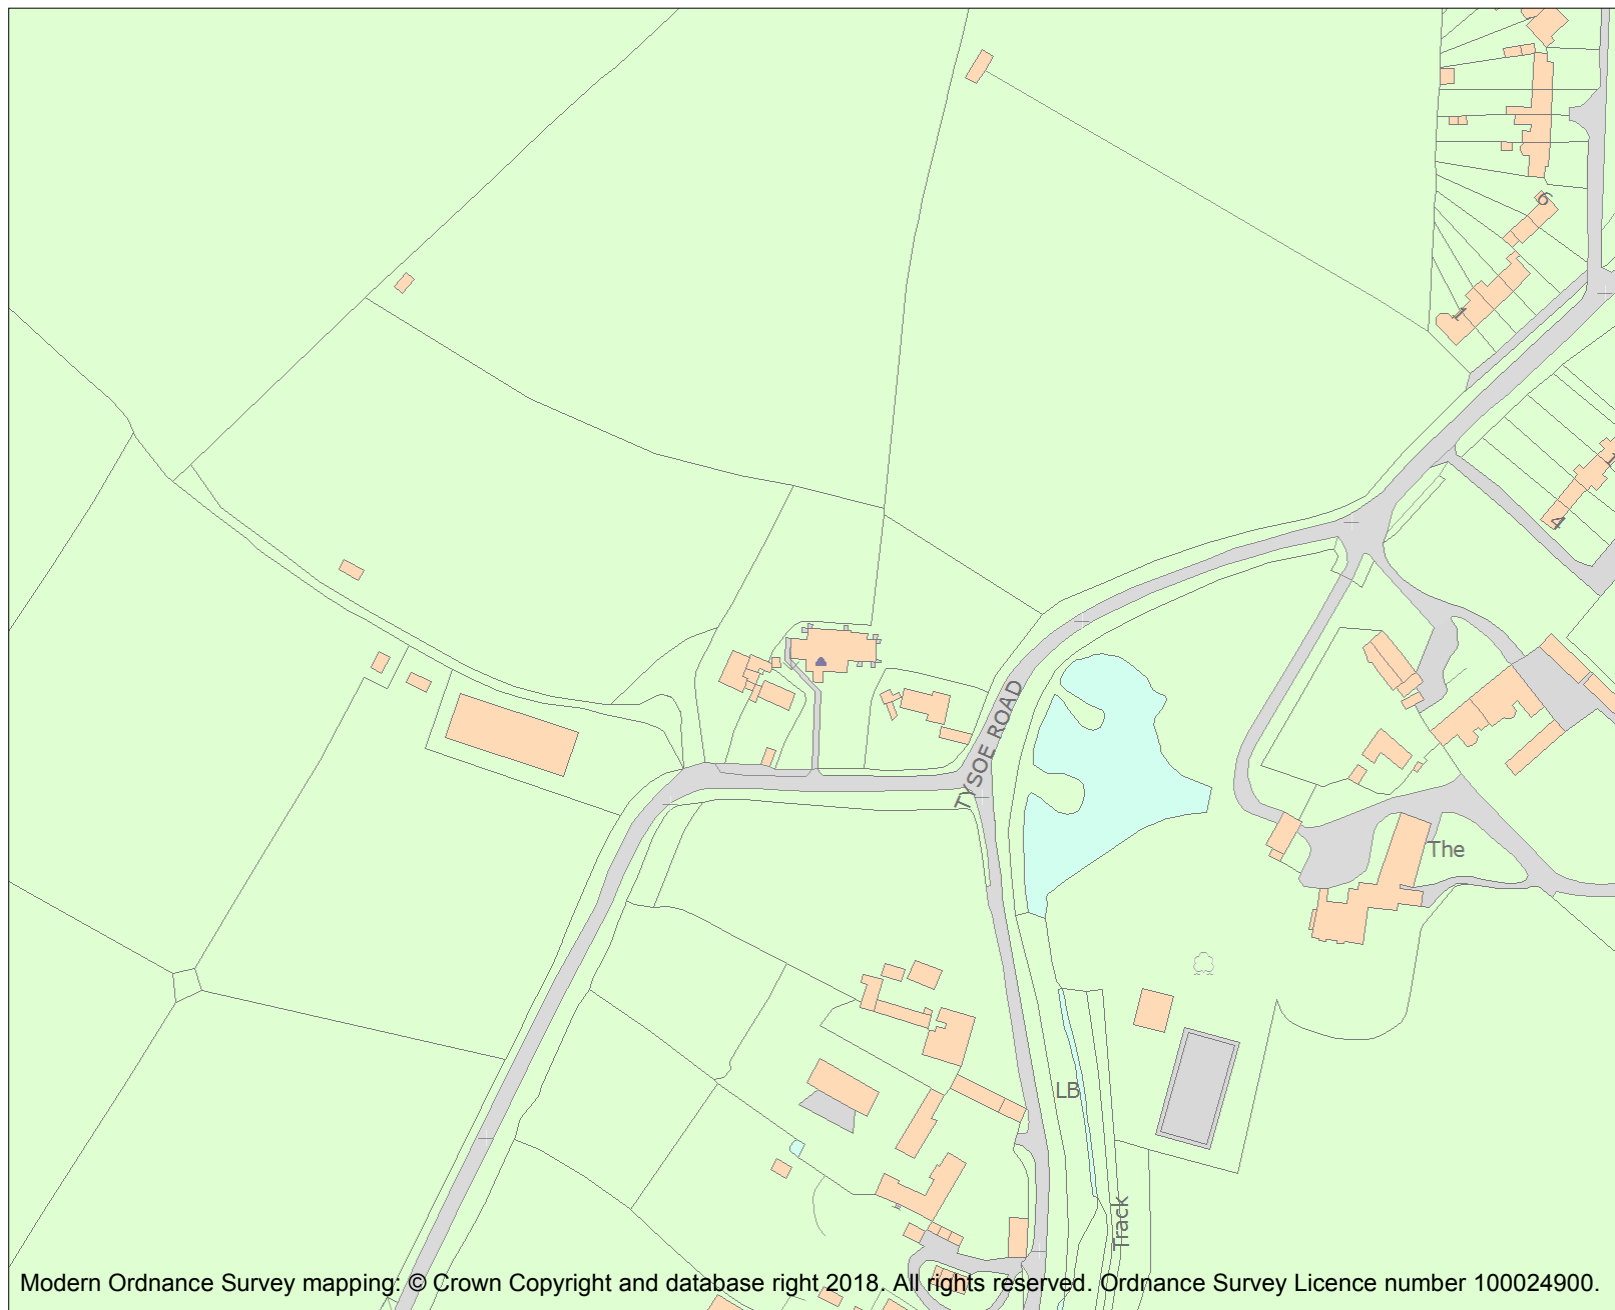 6
1
1
4
TYSOE ROAD
The
LB
Track
Modern Ordnance Survey mapping: © Crown Copyright and database right 2018. All rights reserved. Ordnance Survey Licence number 100024900.